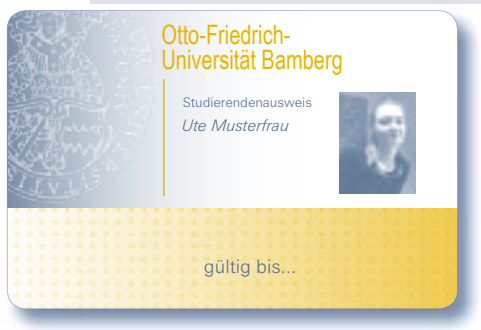 Otto-Friedrich-
Universität Bamberg
Studierendenausweis
Ute Musterfrau
gültig bis...